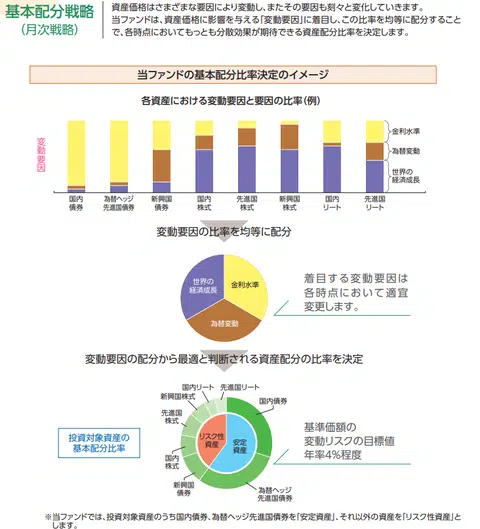 基本配分戦略
(月次戦略)
資産価格はさまざまな要因により変動し、またその要因も刻々と変化していきます。
当ファンドは、資産価格に影響を与える「変動要因」に着目し、この比率を均等に配分すること
で、各時点においてもっとも分散効果が期待できる資産配分比率を決定します。
当ファンドの基本配分比率決定のイメージ
各資産における変動要因と要因の比率(例)
変動要因
金利水準
為替変動
世界の
経済成長
国内
債券
為替ヘッジ
先進国債券
新興国
債券
国内
株式
先進国
株式
新興国
株式
国内
リート
先進国
リート
変動要因の比率を均等に配分
世界の
経済成長
金利水準
為替変動
着目する変動要因は
各時点において適宜
変更します。
変動要因の配分から最適と判断される資産配分の比率を決定
国内リート
先進国リート
新興国株式
国内債券
先進国
株式
リスク性
資産
安定
資産
投資対象資産の
基本配分比率
国内
株式
新興国
債券
為替ヘッジ
先進国債券
基準価額の
変動リスクの目標値
年率4%程度
※当ファンドでは、投資対象資産のうち国内債券、為替ヘッジ先進国債券を「安定資産」、それ以外の資産を「リスク性資産」と
します。